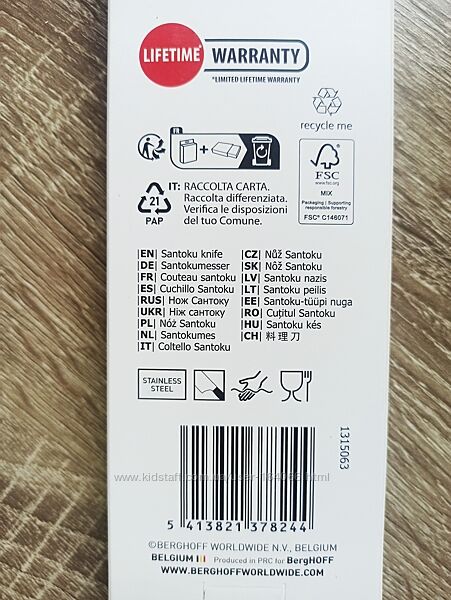 LIFETIME* WARRANTY
*LIMITED LIFETIME WARRANTY
recycle me
FR
+
FSC
www.fsc.org
MIX
Packaging | Supporting
responsible forestry
FSC® C146071
21
PAP
IT: RACCOLTA CARTA.
Raccolta differenziata.
Verifica le disposizioni
del tuo Comune.
|EN| Santoku knife
|DE| Santokumesser
|FR| Couteau santoku
|ES| Cuchillo Santoku
|RUS| Нож Сантоку
|UKR| Ніж сантоку
|PL| Nóż Santoku
|NL| Santokumes
|IT| Coltello Santoku
|CZ| Nůž Santoku
|SK| Nôž Santoku
|LV| Santoku nazis
|LT| Santoku peilis
|EE| Santoku-tüüpi nuga
|RO| Cuțitul Santoku
|HU| Santoku kés
|CH| 料理刀
STAINLESS
STEEL
1315063
5 413821 378244
©BERGHOFF WORLDWIDE N.V., BELGIUM
BELGIUM Produced in PRC for BergHOFF
WWW.BERGHOFFWORLDWIDE.COM